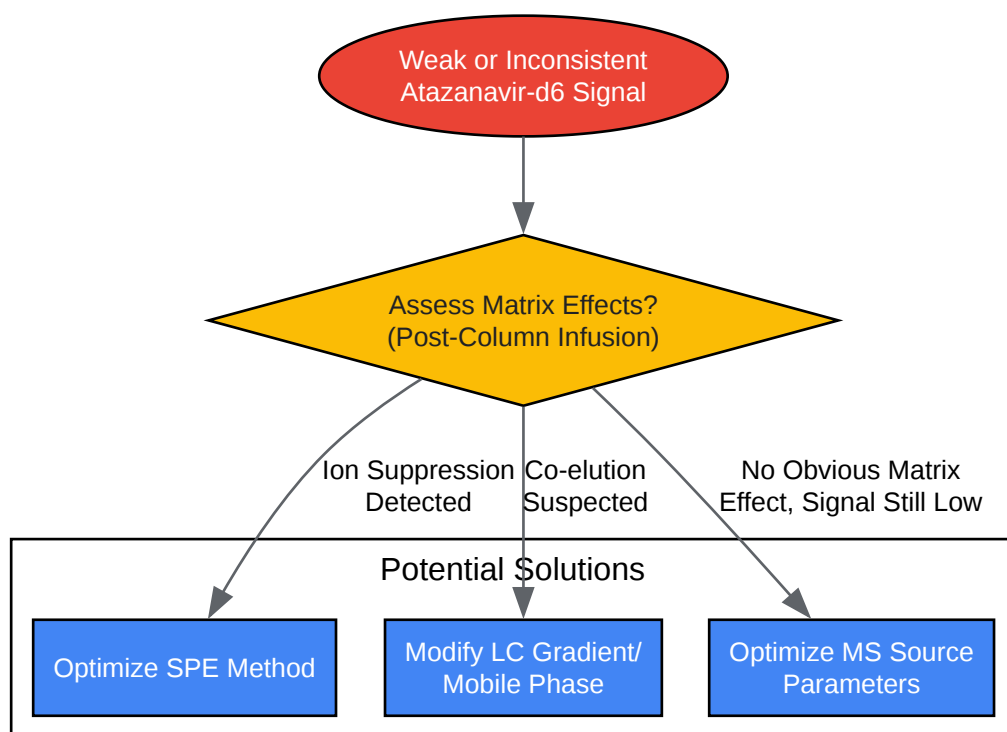 Weak or Inconsistent
Atazanavir-d6 Signal
Assess Matrix Effects?
(Post-Column Infusion)
Ion Suppression
Detected
Co-elution
Suspected
No Obvious Matrix
Effect, Signal Still Low
Potential Solutions
Optimize SPE Method
Modify LC Gradient/
Mobile Phase
Optimize MS Source
Parameters